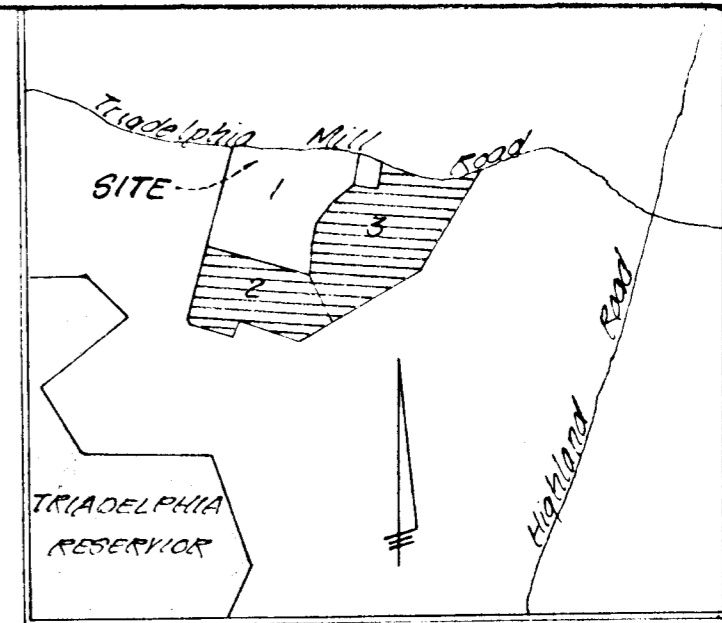 Triadelphia Mill Road
SITE
1
3
2
Highland Road
TRIADELPHIA
RESERVIOR